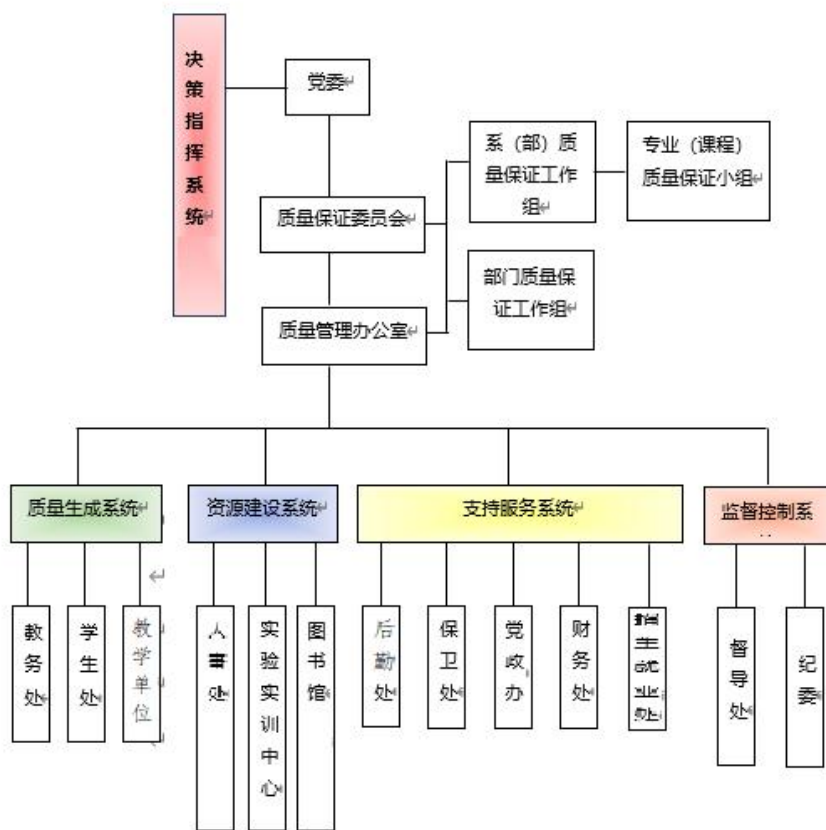 决策指挥系统
党委
系（部）质
量保证工作
组
专业（课程）
质量保证小组
质量保证委员会
部门质量保
证工作组
质量管理办公室
质量生成系统
资源建设系统
支持服务系统
监督控制系
教务处
学生处
教学单位
人事处
实验实训中心
图书馆
后勤处
保卫处
党政办
财务处
招生就业处
督导处
纪委